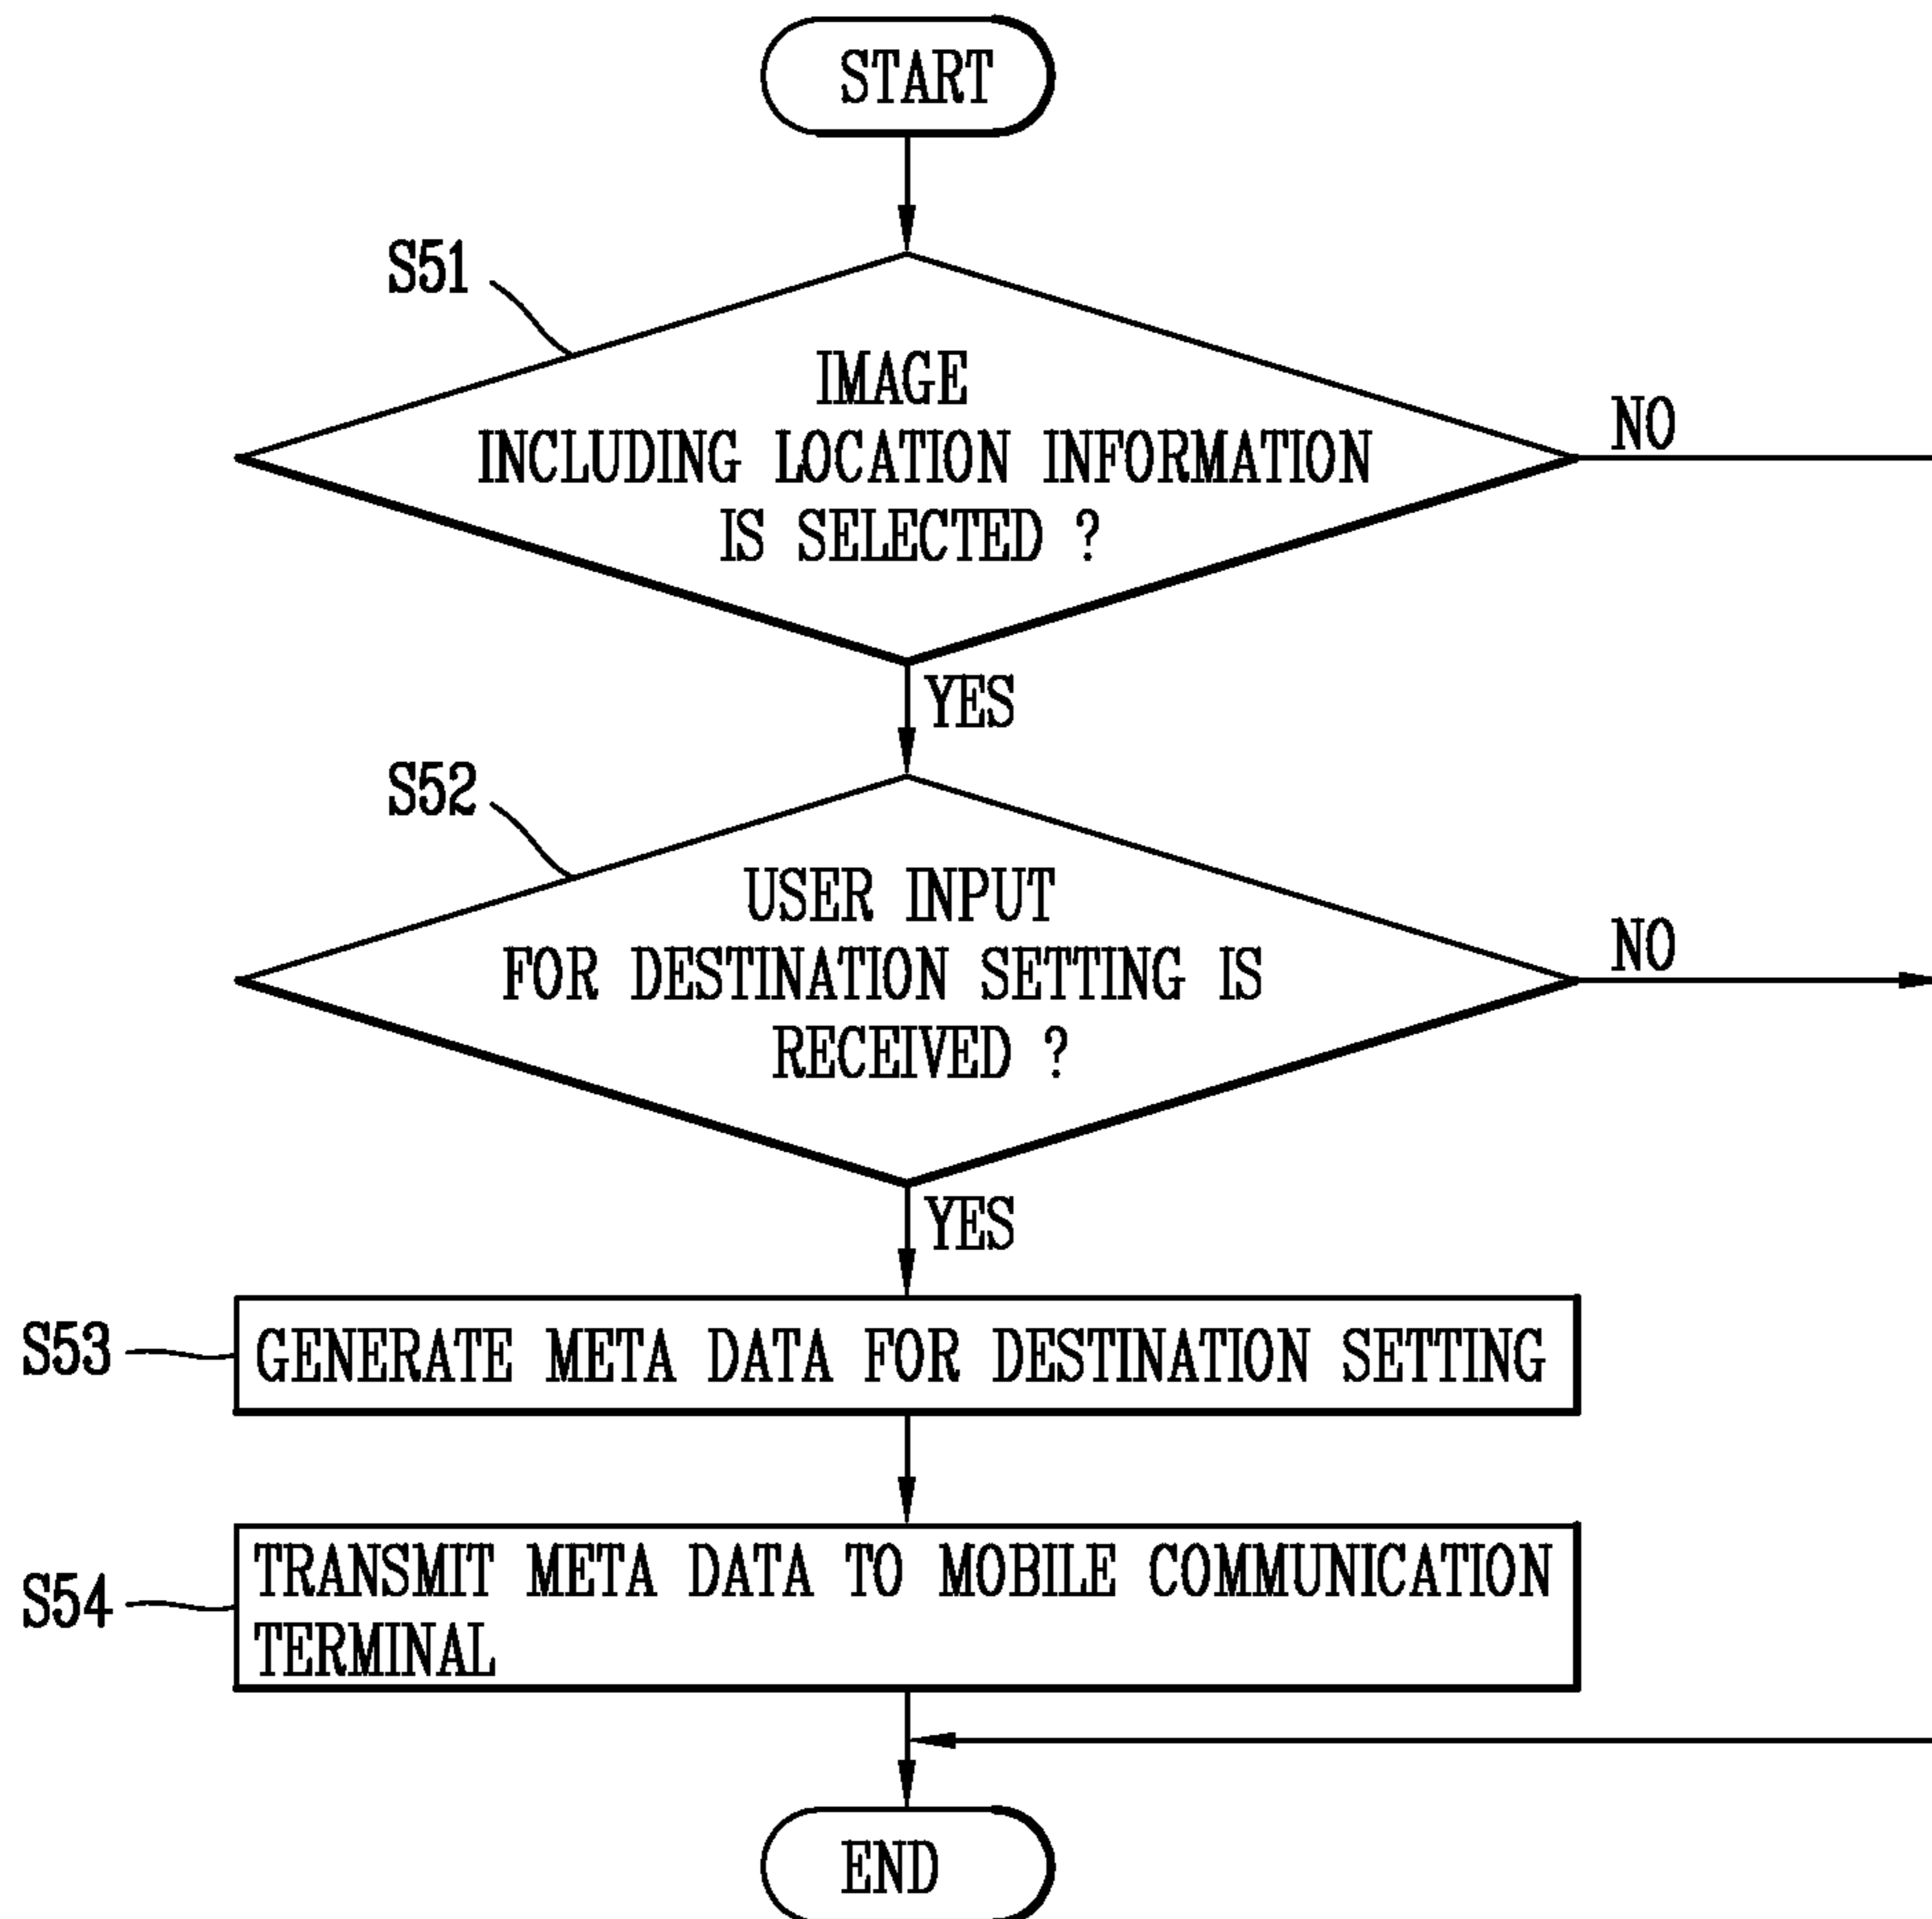 START
S51
IMAGE
INCLUDING LOCATION INFORMATION
IS SELECTED ?
NO
YES
S52
USER INPUT
FOR DESTINATION SETTING IS
RECEIVED ?
NO
YES
S53
GENERATE META DATA FOR DESTINATION SETTING
S54
TRANSMIT META DATA TO MOBILE COMMUNICATION
TERMINAL
END